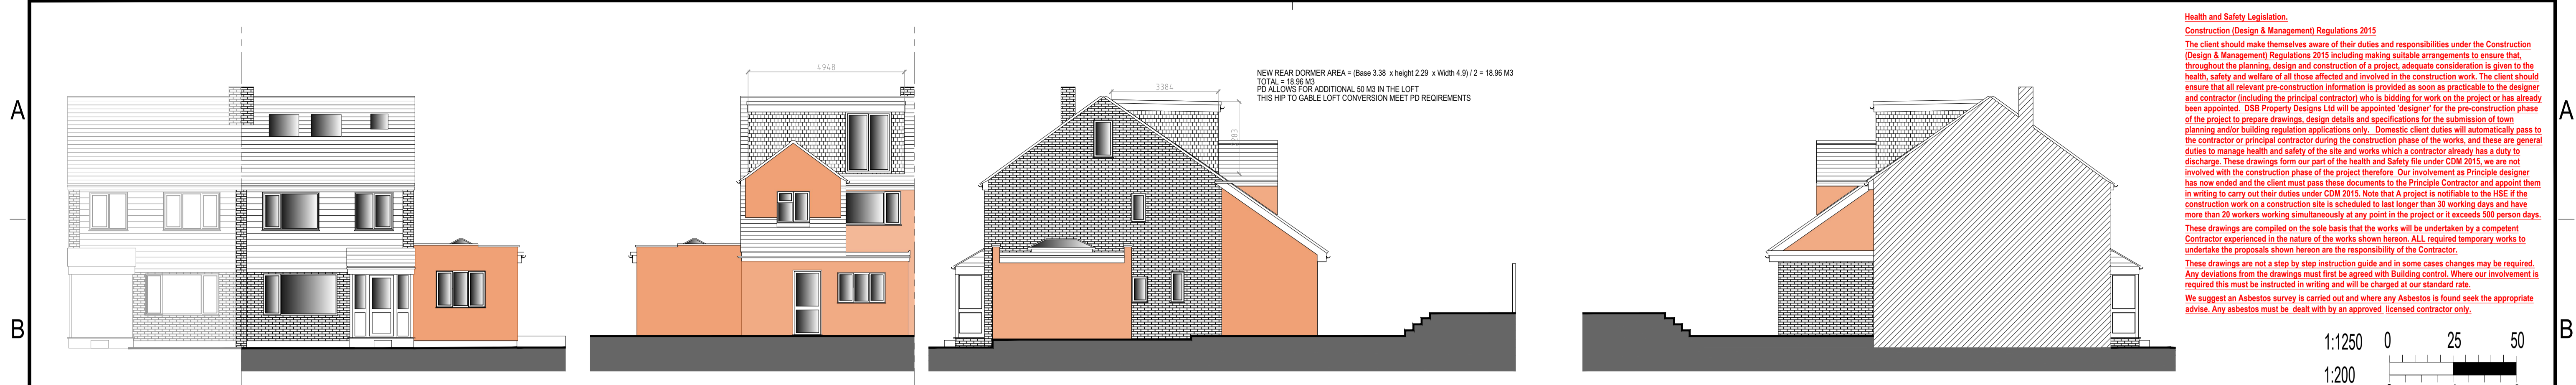 A
B
4948
NEW REAR DORMER AREA = (Base 3.38 x height 2.29 x Width 4.9) / 2 = 18.96 M3
TOTAL = 18.96 M3
PD ALLOWS FOR ADDITIONAL 50 M3 IN THE LOFT
THIS HIP TO GABLE LOFT CONVERSION MEET PD REQIREMENTS
3384
Health and Safety Legislation.
Construction (Design & Management) Regulations 2015
The client should make themselves aware of their duties and responsibilities under the Construction
(Design & Management) Regulations 2015 including making suitable arrangements to ensure that,
throughout the planning, design and construction of a project, adequate consideration is given to the
health, safety and welfare of all those affected and involved in the construction work. The client should
ensure that all relevant pre-construction information is provided as soon as practicable to the designer
and contractor (including the principal contractor) who is bidding for work on the project or has already
been appointed. DSB Property Designs Ltd will be appointed 'designer' for the pre-construction phase
of the project to prepare drawings, design details and specifications for the submission of town
planning and/or building regulation applications only. Domestic client duties will automatically pass to
the contractor or principal contractor during the construction phase of the works, and these are general
duties to manage health and safety of the site and works which a contractor already has a duty to
discharge. These drawings form our part of the health and Safety file under CDM 2015, we are not
involved with the construction phase of the project therefore Our involvement as Principle designer
has now ended and the client must pass these documents to the Principle Contractor and appoint them
in writing to carry out their duties under CDM 2015. Note that A project is notifiable to the HSE if the
construction work on a construction site is scheduled to last longer than 30 working days and have
more than 20 workers working simultaneously at any point in the project or it exceeds 500 person days.
These drawings are compiled on the sole basis that the works will be undertaken by a competent
Contractor experienced in the nature of the works shown hereon. ALL required temporary works to
undertake the proposals shown hereon are the responsibility of the Contractor.
These drawings are not a step by step instruction guide and in some cases changes may be required.
Any deviations from the drawings must first be agreed with Building control. Where our involvement is
required this must be instructed in writing and will be charged at our standard rate.
We suggest an Asbestos survey is carried out and where any Asbestos is found seek the appropriate
advise. Any asbestos must be dealt with by an approved licensed contractor only.
1:1250 0 25 50
1:200
A
B